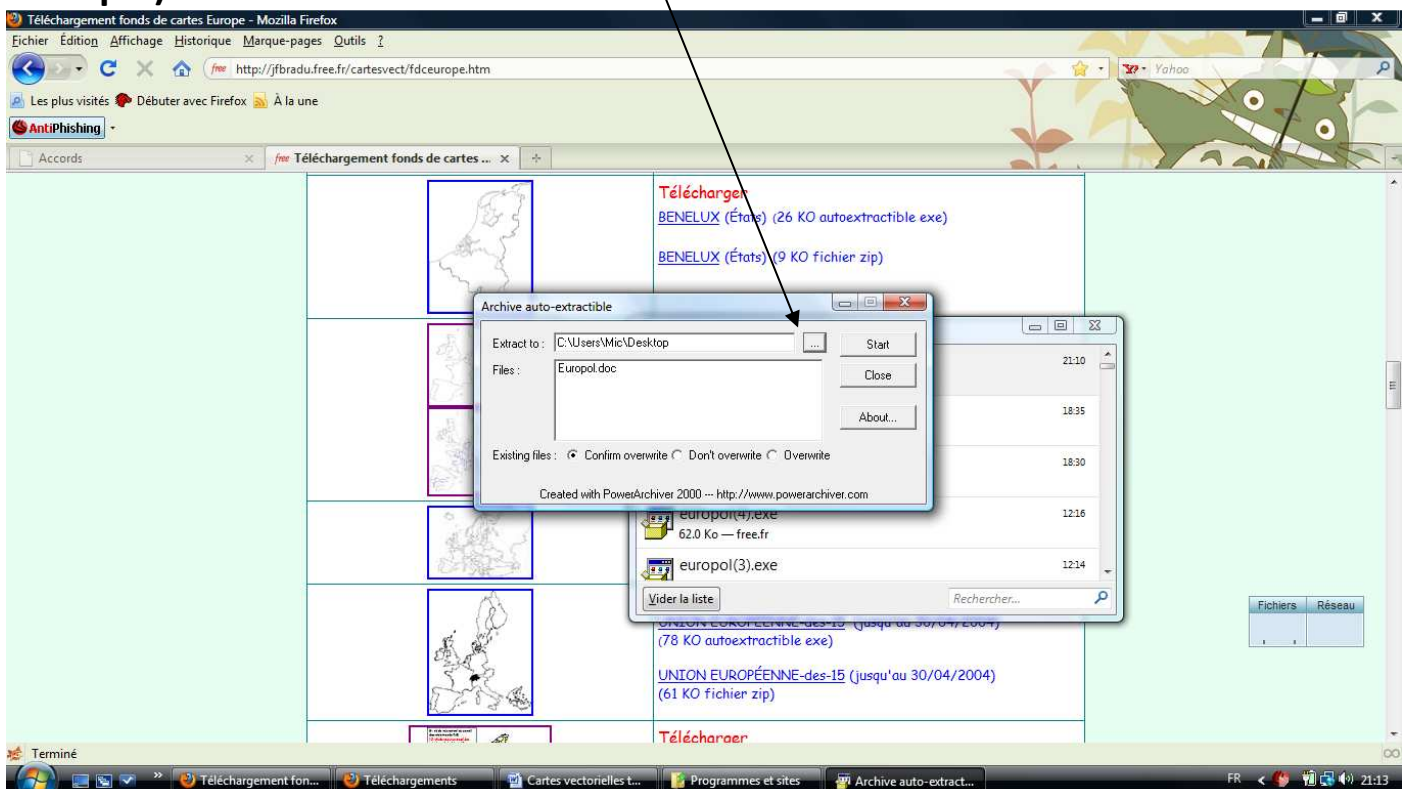 Téléchargement fonds de cartes Europe - Mozilla Firefox
Fichier Édition Affichage Historique Marque-pages Outils ?
free http://jfbradu.free.fr/cartesvect/fdceurope.htm
Yahoo
Les plus visités Débuter avec Firefox À la une
AntiPhishing
Accords
free Téléchargement fonds de cartes ...
Télécharger
BENELUX (États) (26 KO autoextractible exe)
BENELUX (États) (9 KO fichier zip)
Archive auto-extractible
Extract to : C:\Users\Mic\Desktop ... Start
Files : Europol.doc
Close
About...
Existing files : Confirm overwrite Don't overwrite Overwrite
Created with PowerArchiver 2000 --- http://www.powerarchiver.com
21:10
18:35
18:30
europol(4).exe 12:16
62.0 Ko — free.fr
europol(3).exe 12:14
Vider la liste Rechercher...
Fichiers Réseau
UNION EUROPÉENNE-des-15 (jusqu'au 30/04/2004)
(78 KO autoextractible exe)
UNION EUROPÉENNE-des-15 (jusqu'au 30/04/2004)
(61 KO fichier zip)
Télécharger
Terminé
Téléchargement fon... Téléchargements Cartes vectorielles t... Programmes et sites Archive auto-extract... FR 21:13